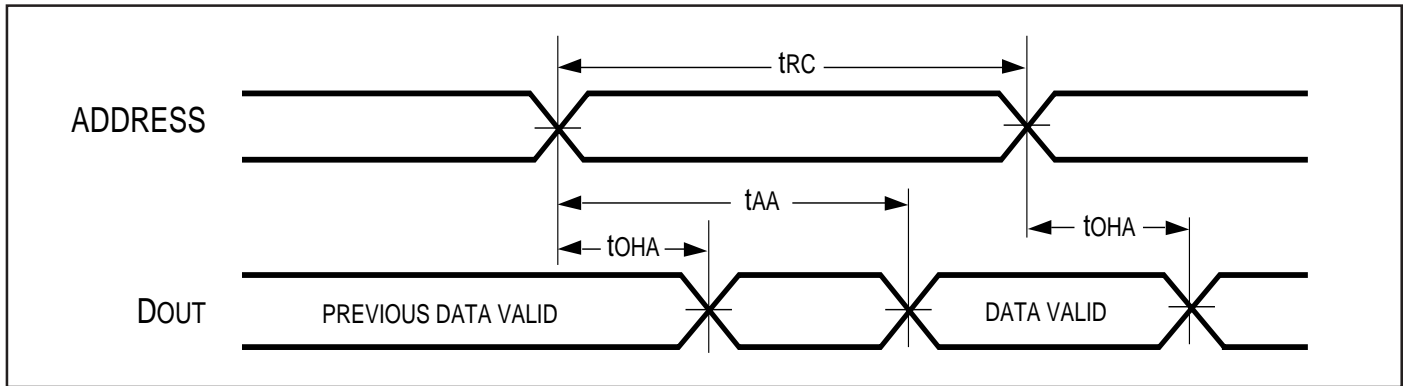 tRC
ADDRESS
tAA
tOHA
tOHA
DOUT
PREVIOUS DATA VALID
DATA VALID